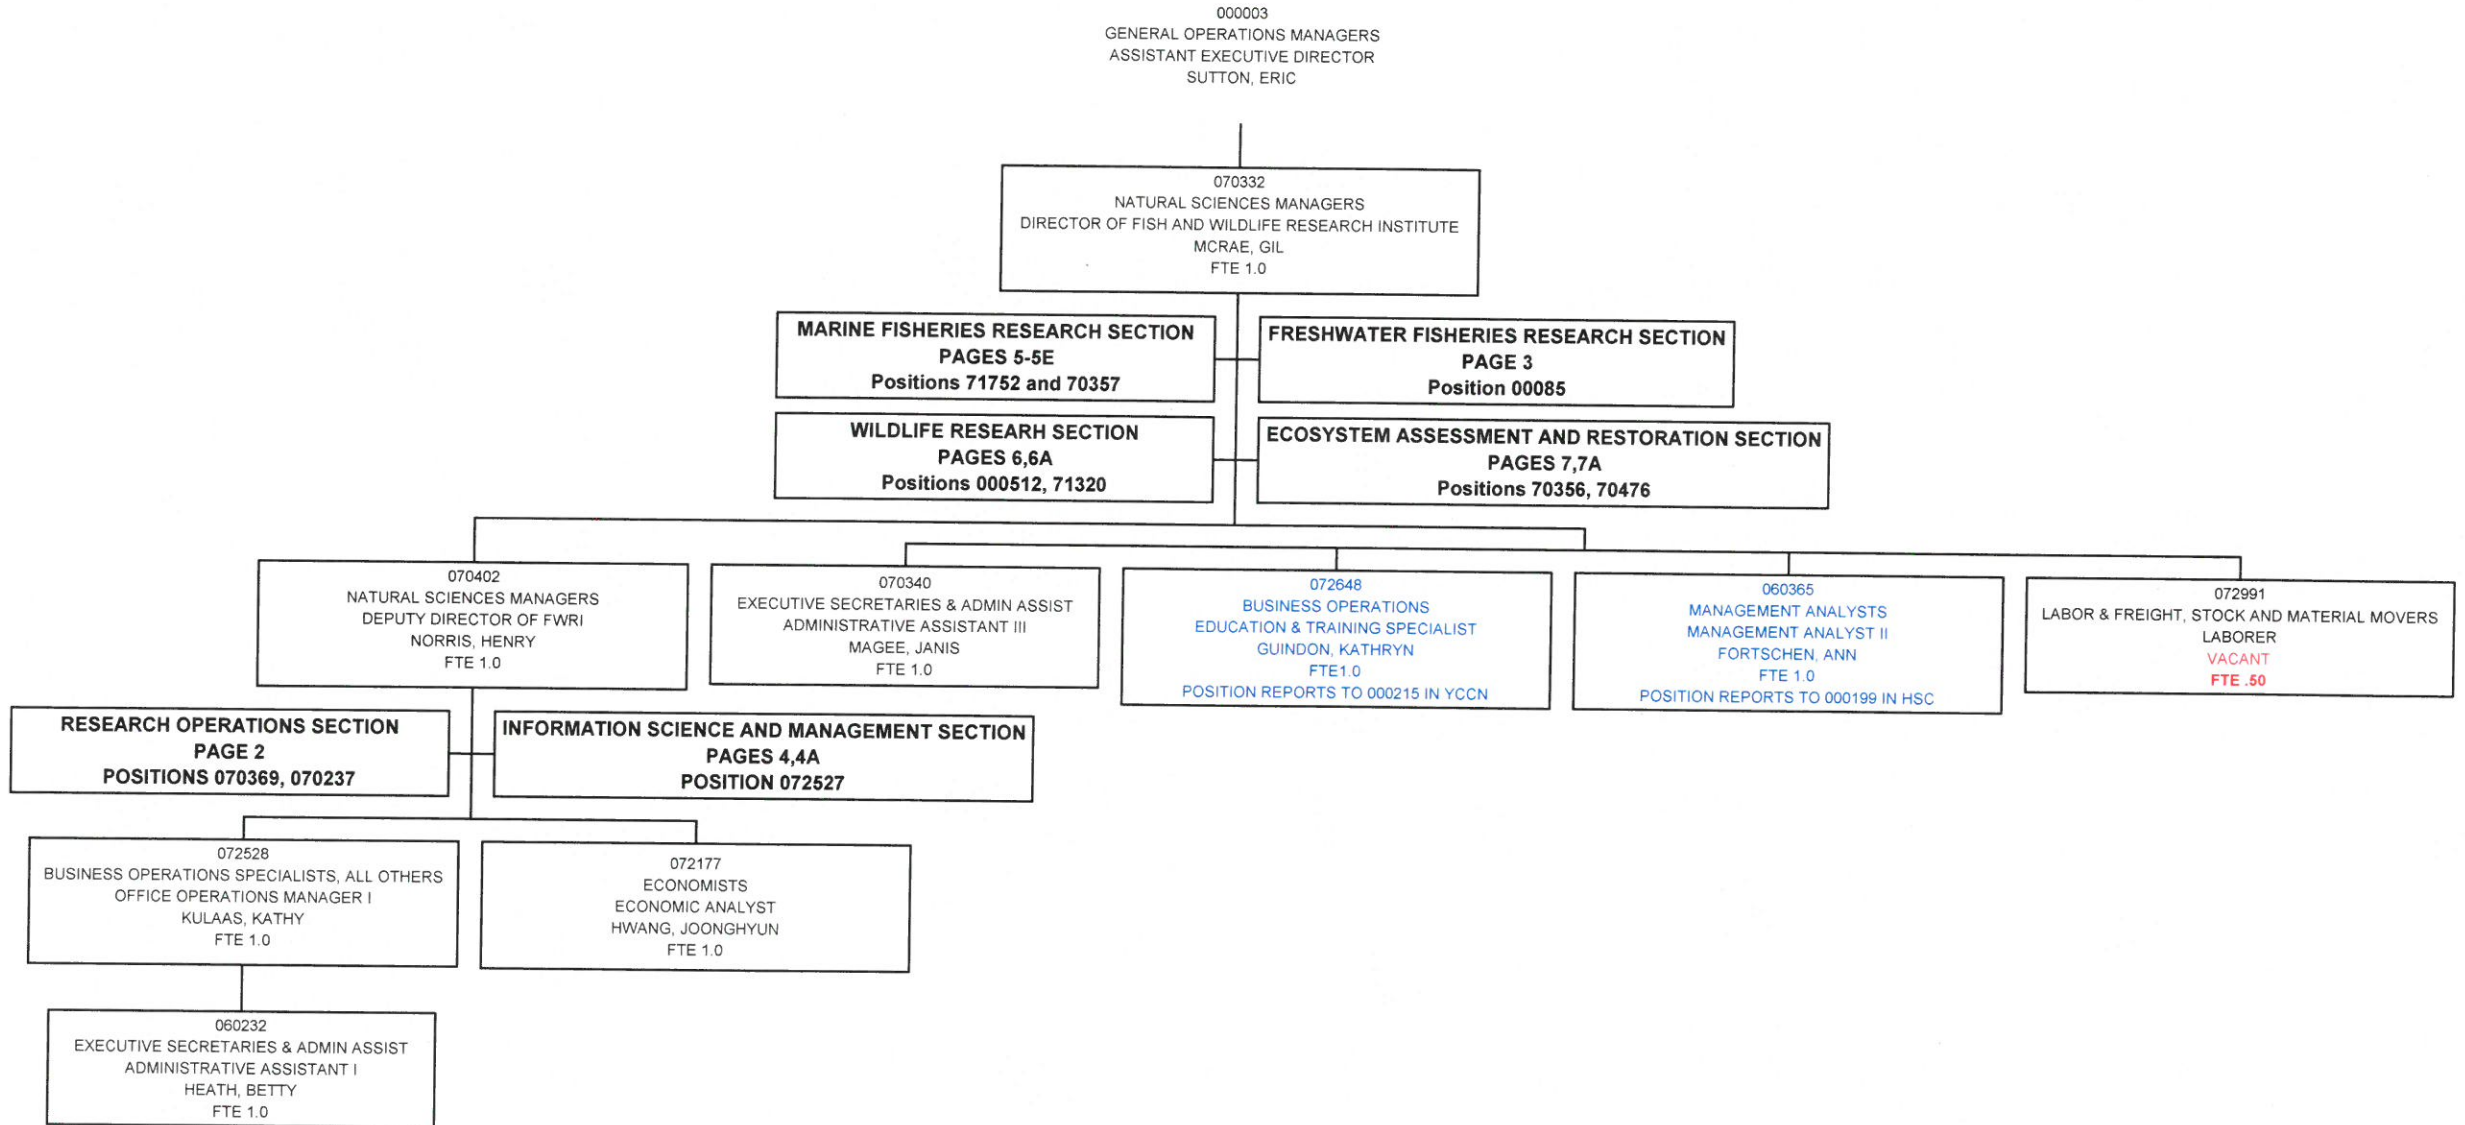 000003
GENERAL OPERATIONS MANAGERS
ASSISTANT EXECUTIVE DIRECTOR
SUTTON, ERIC
070332
NATURAL SCIENCES MANAGERS
DIRECTOR OF FISH AND WILDLIFE RESEARCH INSTITUTE
MCRAE, GIL
FTE 1.0
MARINE FISHERIES RESEARCH SECTION
PAGES 5-5E
Positions 71752 and 70357
FRESHWATER FISHERIES RESEARCH SECTION
PAGE 3
Position 00085
WILDLIFE RESEARH SECTION
PAGES 6,6A
Positions 000512, 71320
ECOSYSTEM ASSESSMENT AND RESTORATION SECTION
PAGES 7,7A
Positions 70356, 70476
070402
NATURAL SCIENCES MANAGERS
DEPUTY DIRECTOR OF FWRI
NORRIS, HENRY
FTE 1.0
070340
EXECUTIVE SECRETARIES & ADMIN ASSIST
ADMINISTRATIVE ASSISTANT III
MAGEE, JANIS
FTE 1.0
072648
BUSINESS OPERATIONS
EDUCATION & TRAINING SPECIALIST
GUINDON, KATHRYN
FTE1.0
POSITION REPORTS TO 000215 IN YCCN
060365
MANAGEMENT ANALYSTS
MANAGEMENT ANALYST II
FORTSCHEN, ANN
FTE 1.0
POSITION REPORTS TO 000199 IN HSC
072991
LABOR & FREIGHT, STOCK AND MATERIAL MOVERS
LABORER
VACANT
FTE .50
RESEARCH OPERATIONS SECTION
PAGE 2
POSITIONS 070369, 070237
INFORMATION SCIENCE AND MANAGEMENT SECTION
PAGES 4,4A
POSITION 072527
072528
BUSINESS OPERATIONS SPECIALISTS, ALL OTHERS
OFFICE OPERATIONS MANAGER I
KULAAS, KATHY
FTE 1.0
072177
ECONOMISTS
ECONOMIC ANALYST
HWANG, JOONGHYUN
FTE 1.0
060232
EXECUTIVE SECRETARIES & ADMIN ASSIST
ADMINISTRATIVE ASSISTANT I
HEATH, BETTY
FTE 1.0